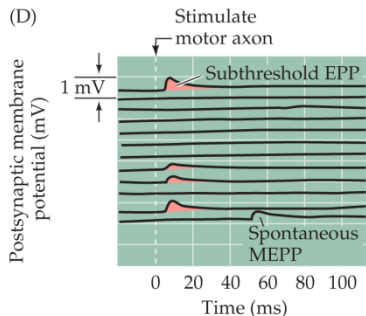 (D)
Stimulate
motor axon
Subthreshold EPP
1 mV
Postsynaptic membrane
potential (mV)
Spontaneous
MEPP
0 20 40 60 80 100
Time (ms)